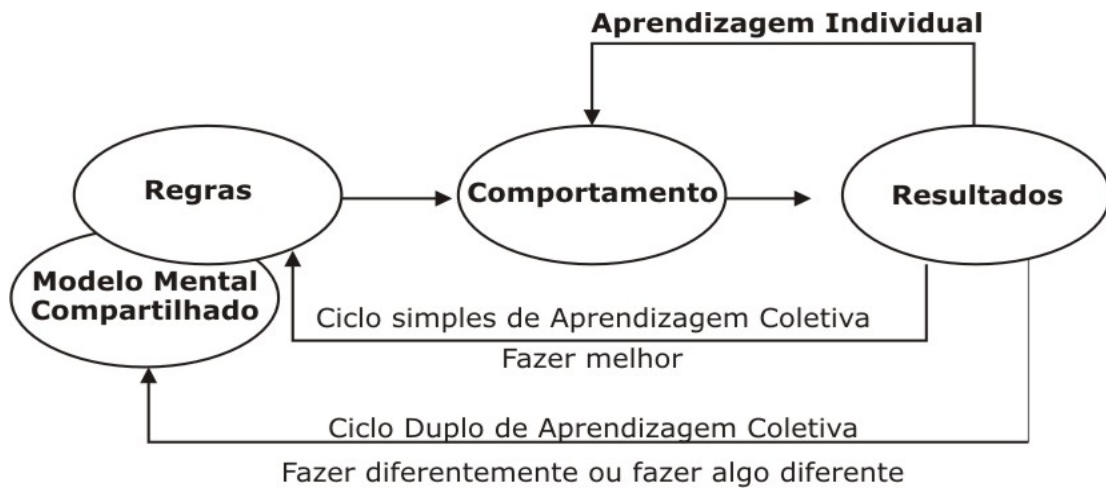 Aprendizagem Individual
Regras
Comportamento
Resultados
Modelo Mental
Compartilhado
Ciclo simples de Aprendizagem Coletiva
Fazer melhor
Ciclo Duplo de Aprendizagem Coletiva
Fazer diferentemente ou fazer algo diferente